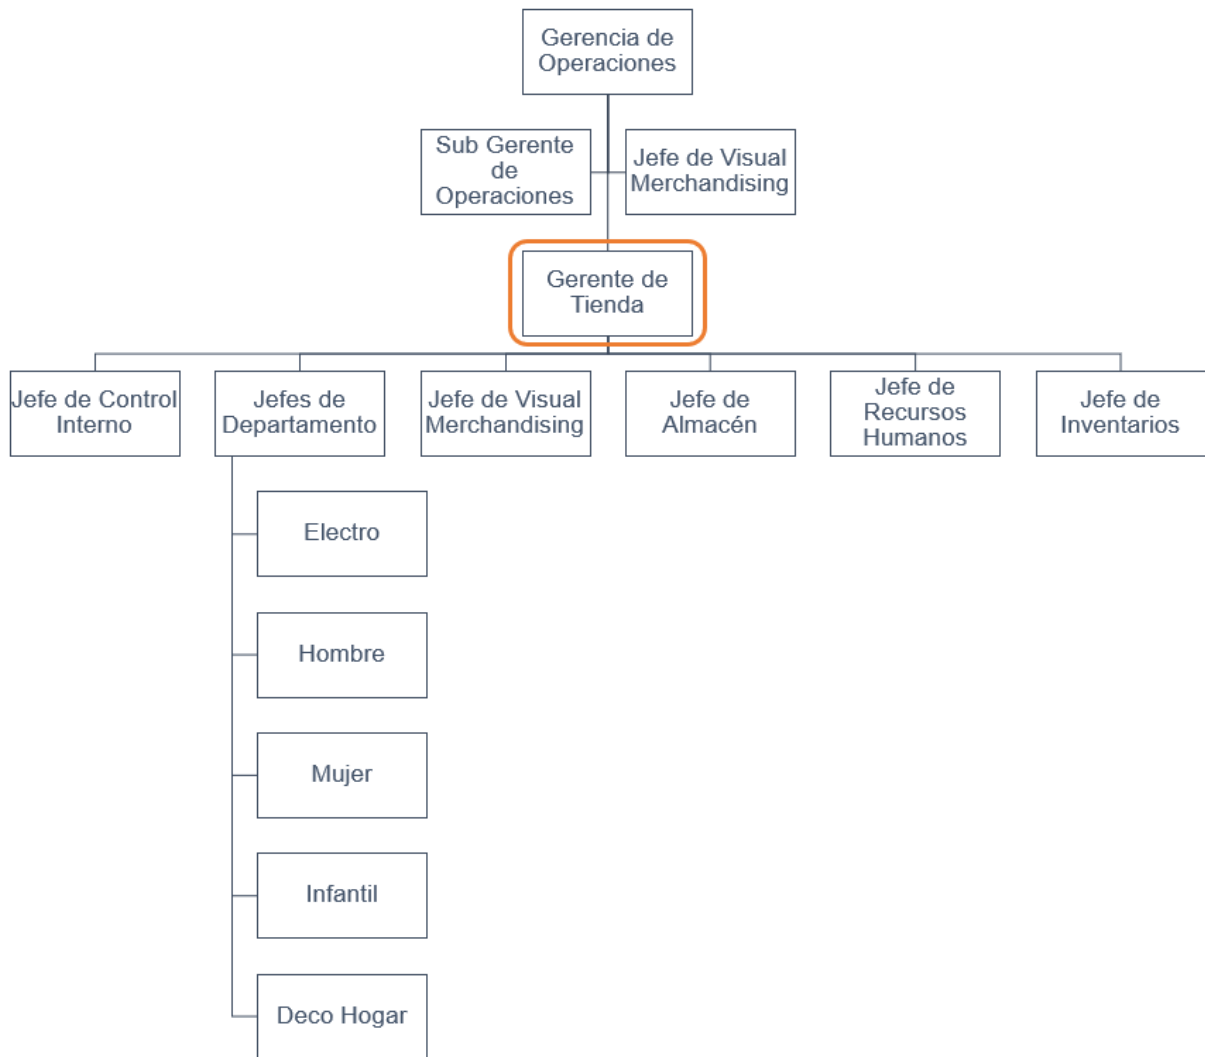 Gerencia de
Operaciones
Sub Gerente
de
Operaciones
Jefe de Visual
Merchandising
Gerente de
Tienda
Jefe de Control
Interno
Jefes de
Departamento
Jefe de Visual
Merchandising
Jefe de
Almacén
Jefe de
Recursos
Humanos
Jefe de
Inventarios
Electro
Hombre
Mujer
Infantil
Deco Hogar